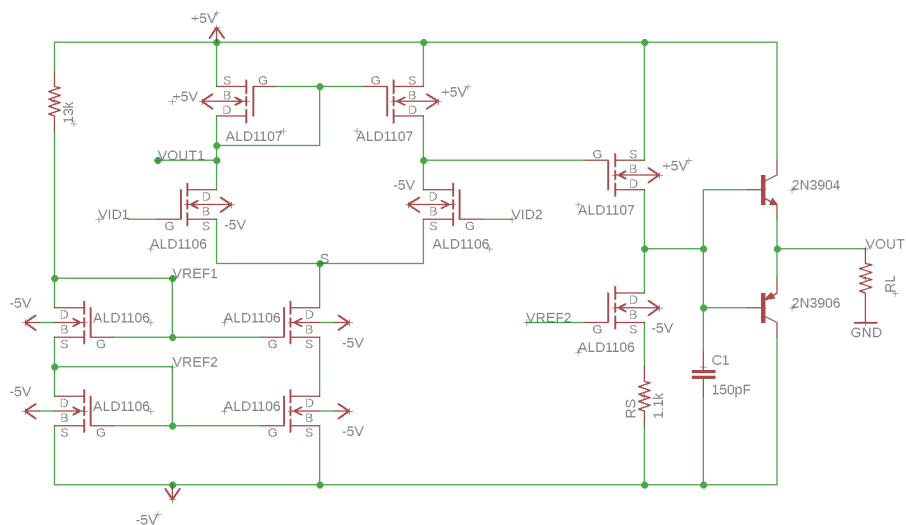 +5V
S
G
B
D
+5V
ALD1107
G
S
B
D
+5V
ALD1107
13k
VOUT1
VID1
D
B
S
G
-5V
ALD1106
-5V
D
B
S
G
VID2
ALD1106
G
S
B
D
+5V
ALD1107
2N3904
S
VREF1
VOUT
RL
GND
-5V
D
B
S
G
ALD1106
ALD1106
D
B
S
G
-5V
VREF2
G
D
B
S
-5V
ALD1106
2N3906
VREF2
-5V
D
B
S
G
ALD1106
ALD1106
D
B
S
G
-5V
RS
1.1k
C1
150pF
-5V